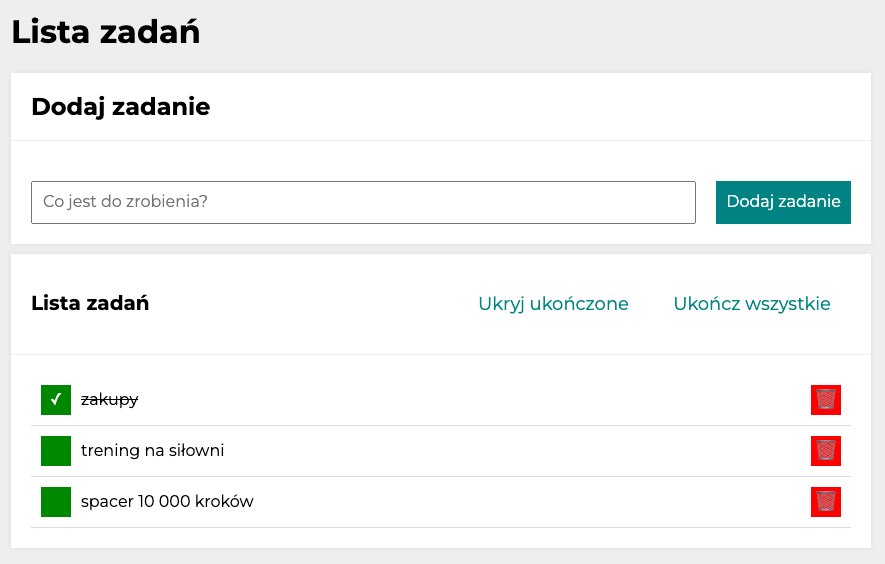 Lista zadań
Dodaj zadanie
Co jest do zrobienia?
Dodaj zadanie
Lista zadań
Ukryj ukończone
Ukończ wszystkie
✓ zakupy
trening na siłowni
spacer 10 000 kroków